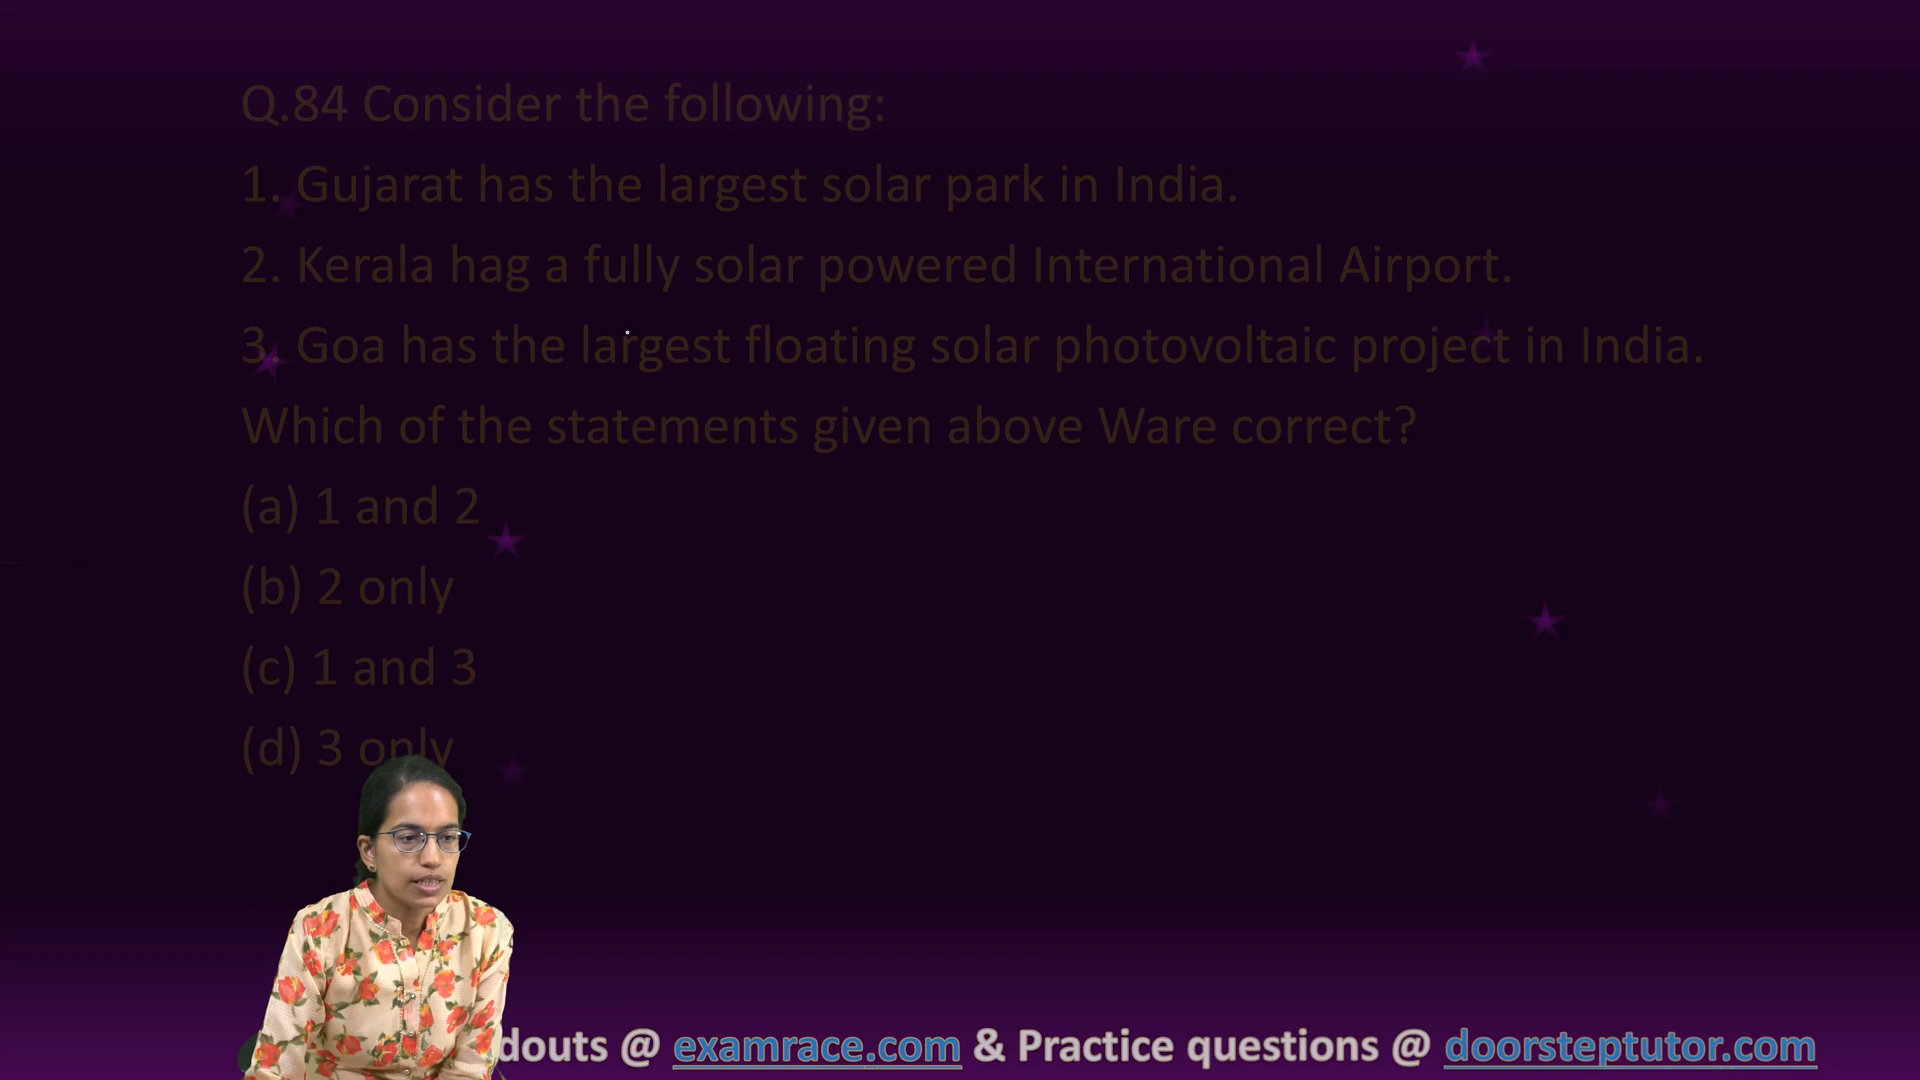 Q.84 Consider the following:
1. Gujarat has the largest solar park in India.
2. Kerala hag a fully solar powered International Airport.
3. Goa has the largest floating solar photovoltaic project in India.
Which of the statements given above Ware correct?
(a) 1 and 2
(b) 2 only
(c) 1 and 3
(d) 3 only
douts @ examrace.com & Practice questions @ doorsteptutor.com